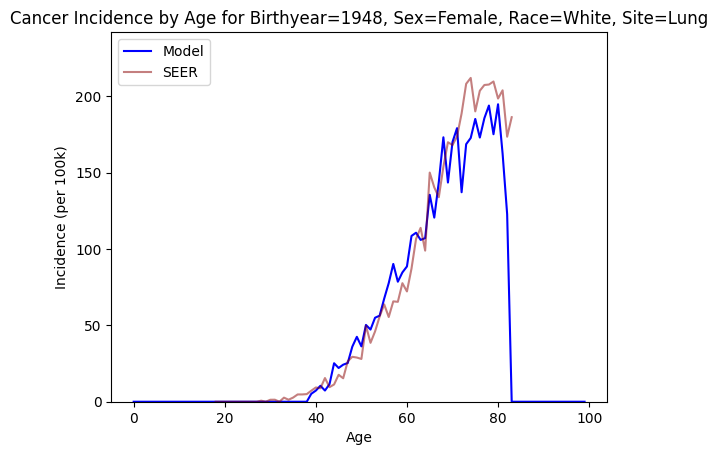 Cancer Incidence by Age for Birthyear=1948, Sex=Female, Race=White, Site=Lung
Model
SEER
200
150
100
50
0
Incidence (per 100k)
0 20 40 60 80 100
Age